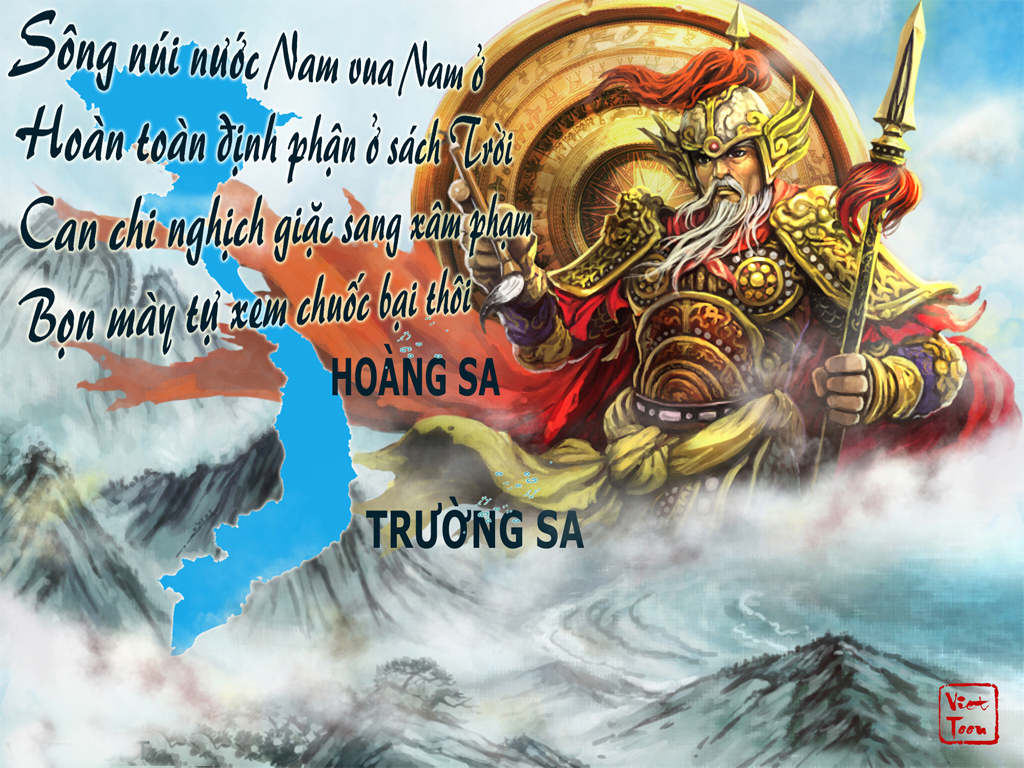 Sông núi nước Nam vua Nam ở
Hoàn toàn định phận ở sách Trời
Can chi nghịch giặc sang xâm phạm
Bọn mày tự xem chuốc bại thôi
HOÀNG SA
TRƯỜNG SA
Viet
Toon